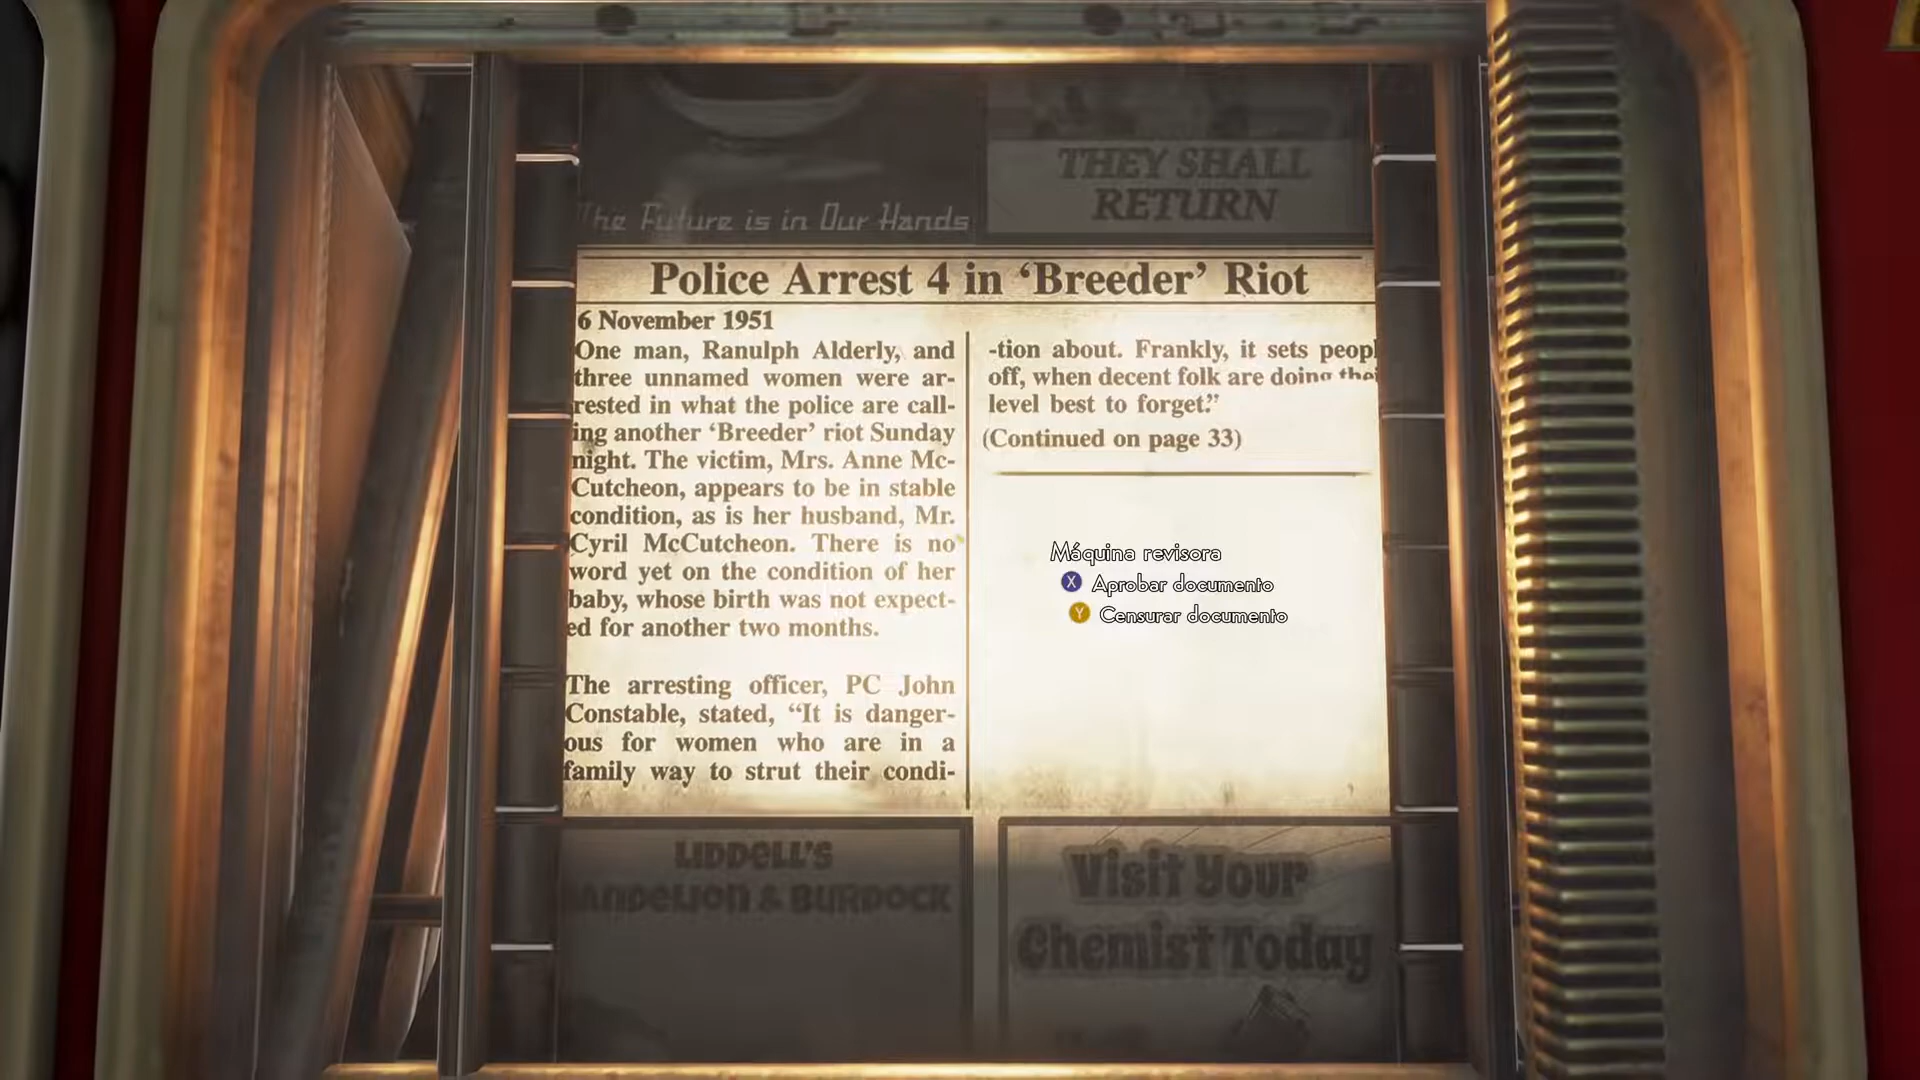 The Future is in Our Hands
THEY SHALL
RETURN
Police Arrest 4 in ‘Breeder’ Riot
6 November 1951
One man, Ranulph Alderly, and
three unnamed women were ar-
rested in what the police are call-
ing another ‘Breeder’ riot Sunday
night. The victim, Mrs. Anne Mc-
Cutcheon, appears to be in stable
condition, as is her husband, Mr.
Cyril McCutcheon. There is no
word yet on the condition of her
baby, whose birth was not expect-
ed for another two months.
The arresting officer, PC John
Constable, stated, “It is danger-
ous for women who are in a
family way to strut their condi-
-tion about. Frankly, it sets peopl
off, when decent folk are doing thei
level best to forget.”
(Continued on page 33)
Máquina revisora
X Aprobar documento
Y Censurar documento
LIDDELL'S
ANDELION & BURDOCK
Visit Your
Chemist Today